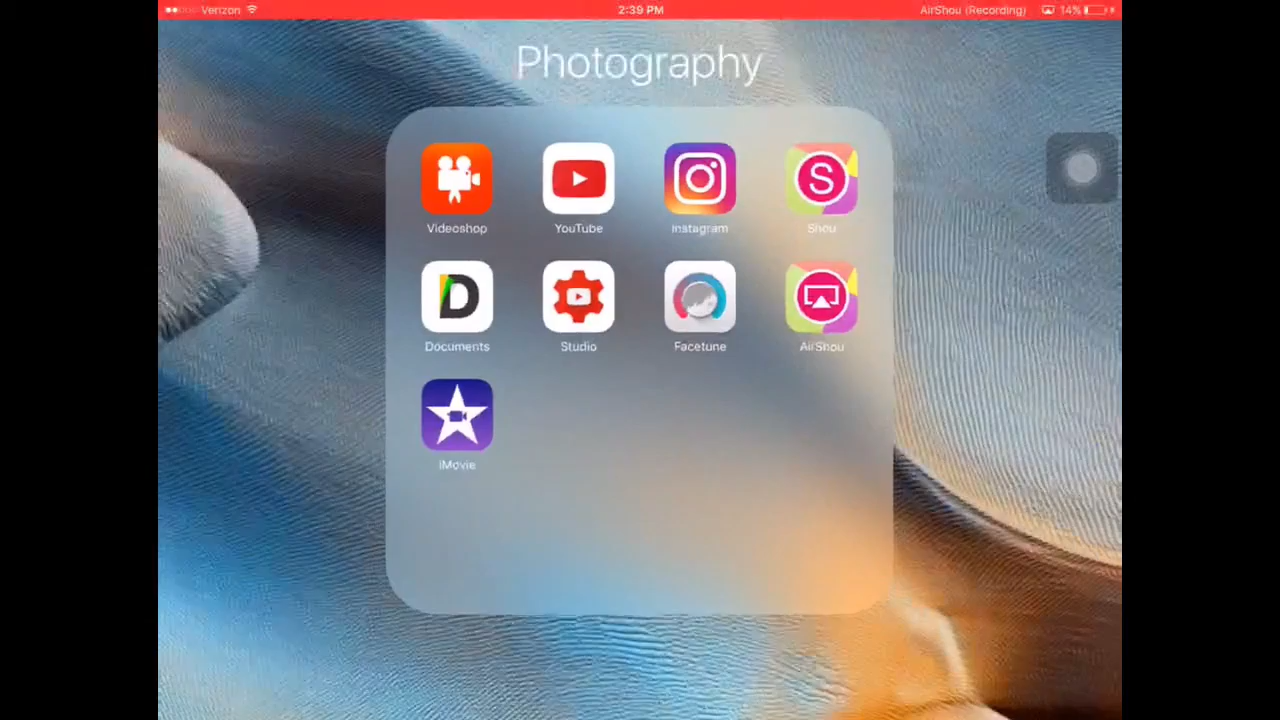 Verizon 2:39 PM AirShou (Recording) 14%
Photography
Videoshop YouTube Instagram Shou
Documents Studio Facetune AirShou
iMovie